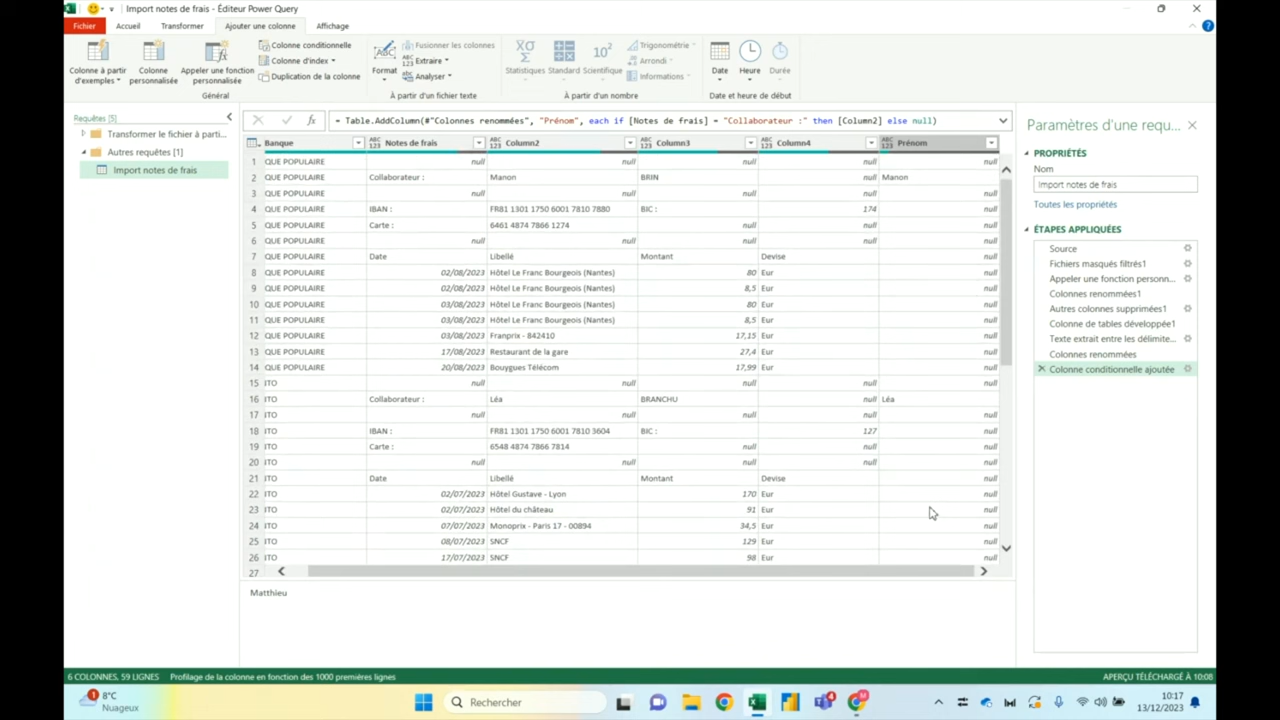 Import notes de frais - Éditeur Power Query
Fichier Accueil Transformer Ajouter une colonne Affichage
Colonne à partir d'exemples
Colonne personnalisée
Appeler une fonction personnalisée
Colonne conditionnelle
Colonne d'index
Duplication de la colonne
Général
Format
Fusionner les colonnes
Extraire
Analyser
À partir d'un fichier texte
Statistiques
Standard
Scientifique
Trigonométrie
Arrondi
Informations
À partir d'un nombre
Date
Heure
Durée
Date et heure de début
Requêtes [5]
Transformer le fichier à parti...
Autres requêtes [1]
Import notes de frais
= Table.AddColumn(#"Colonnes renommées", "Prénom", each if [Notes de frais] = "Collaborateur :" then [Column2] else null)
Banque ABC 123 Notes de frais ABC 123 Column2 ABC 123 Column3 ABC 123 Column4 ABC 123 Prénom
1 QUE POPULAIRE null null null null null
2 QUE POPULAIRE Collaborateur : Manon BRIN null Manon
3 QUE POPULAIRE null null null null null
4 QUE POPULAIRE IBAN : FR81 1301 1750 6001 7810 7880 BIC : 174 null
5 QUE POPULAIRE Carte : 6461 4874 7866 1274 null null null
6 QUE POPULAIRE null null null null null
7 QUE POPULAIRE Date Libellé Montant Devise null
8 QUE POPULAIRE 02/08/2023 Hôtel Le Franc Bourgeois (Nantes) 80 Eur null
9 QUE POPULAIRE 02/08/2023 Hôtel Le Franc Bourgeois (Nantes) 8,5 Eur null
10 QUE POPULAIRE 03/08/2023 Hôtel Le Franc Bourgeois (Nantes) 80 Eur null
11 QUE POPULAIRE 03/08/2023 Hôtel Le Franc Bourgeois (Nantes) 8,5 Eur null
12 QUE POPULAIRE 03/08/2023 Franprix - 842410 17,15 Eur null
13 QUE POPULAIRE 17/08/2023 Restaurant de la gare 27,4 Eur null
14 QUE POPULAIRE 20/08/2023 Bouygues Télécom 17,99 Eur null
15 ITO null null null null null
16 ITO Collaborateur : Léa BRANCHU null Léa
17 ITO null null null null null
18 ITO IBAN : FR81 1301 1750 6001 7810 3604 BIC : 127 null
19 ITO Carte : 6548 4874 7866 7814 null null null
20 ITO null null null null null
21 ITO Date Libellé Montant Devise null
22 ITO 02/07/2023 Hôtel Gustave - Lyon 170 Eur null
23 ITO 02/07/2023 Hôtel du château 91 Eur null
24 ITO 07/07/2023 Monoprix - Paris 17 - 00894 34,5 Eur null
25 ITO 08/07/2023 SNCF 129 Eur null
26 ITO 17/07/2023 SNCF 98 Eur null
27
Matthieu
Paramètres d'une requ...
PROPRIÉTÉS
Nom
Import notes de frais
Toutes les propriétés
ÉTAPES APPLIQUÉES
Source
Fichiers masqués filtrés1
Appeler une fonction personn...
Colonnes renommées1
Autres colonnes supprimées1
Colonne de tables développée1
Texte extrait entre les délimite...
Colonnes renommées
Colonne conditionnelle ajoutée
6 COLONNES, 59 LIGNES Profilage de la colonne en fonction des 1000 premières lignes APERÇU TÉLÉCHARGÉ À 10:08
1 8°C
Nuageux
Rechercher
4
10:17
13/12/2023